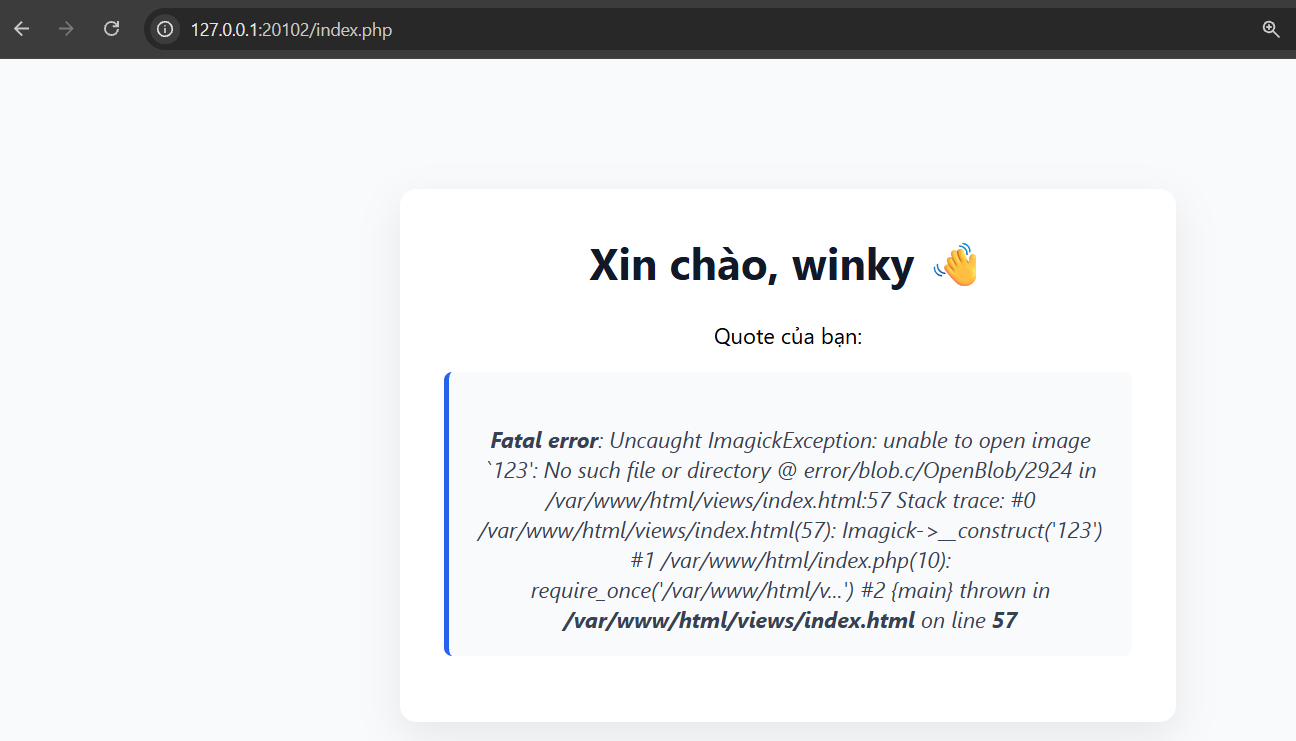 127.0.0.1:20102/index.php
Xin chào, winky 👋
Quote của bạn:
Fatal error: Uncaught ImagickException: unable to open image
`123': No such file or directory @ error/blob.c/OpenBlob/2924 in
/var/www/html/views/index.html:57 Stack trace: #0
/var/www/html/views/index.html(57): Imagick->__construct('123')
#1 /var/www/html/index.php(10):
require_once('/var/www/html/v...') #2 {main} thrown in
/var/www/html/views/index.html on line 57